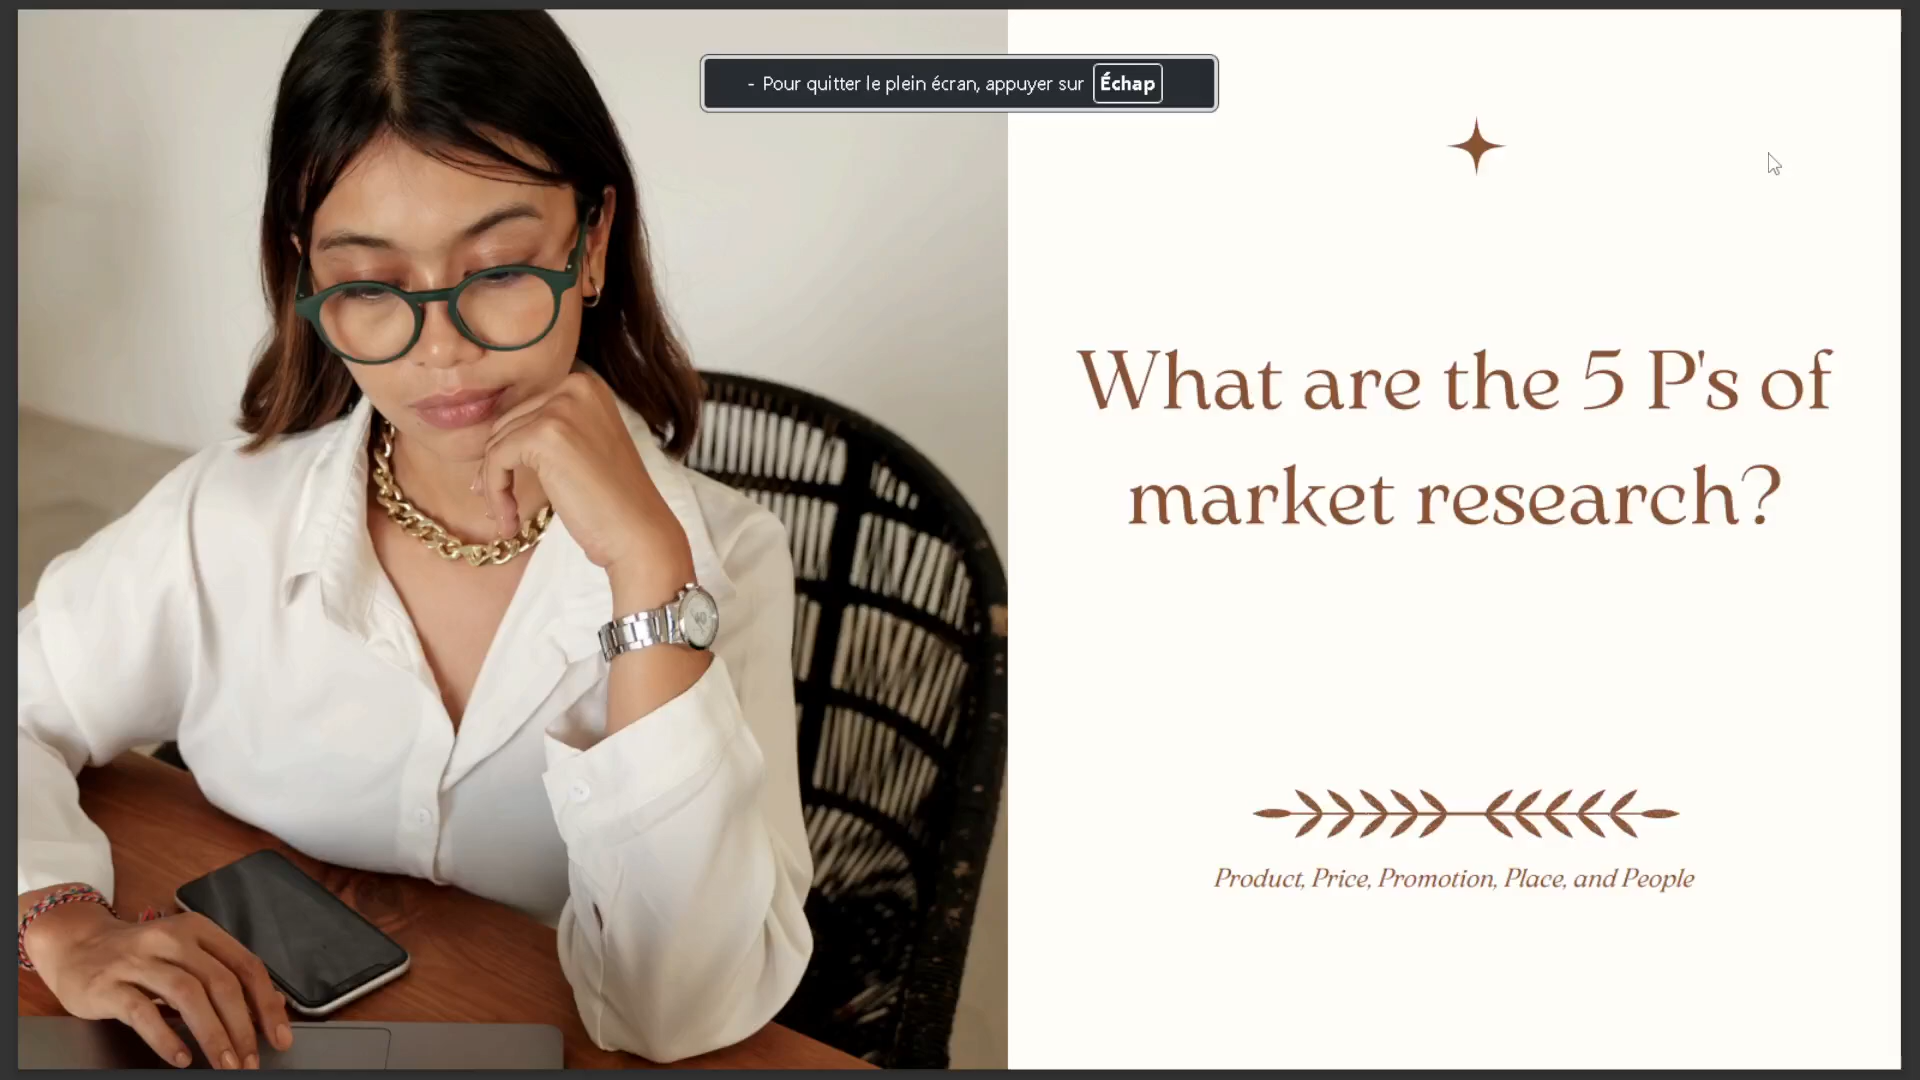 - Pour quitter le plein écran, appuyer sur Échap
What are the 5 P's of
market research?
Product, Price, Promotion, Place, and People